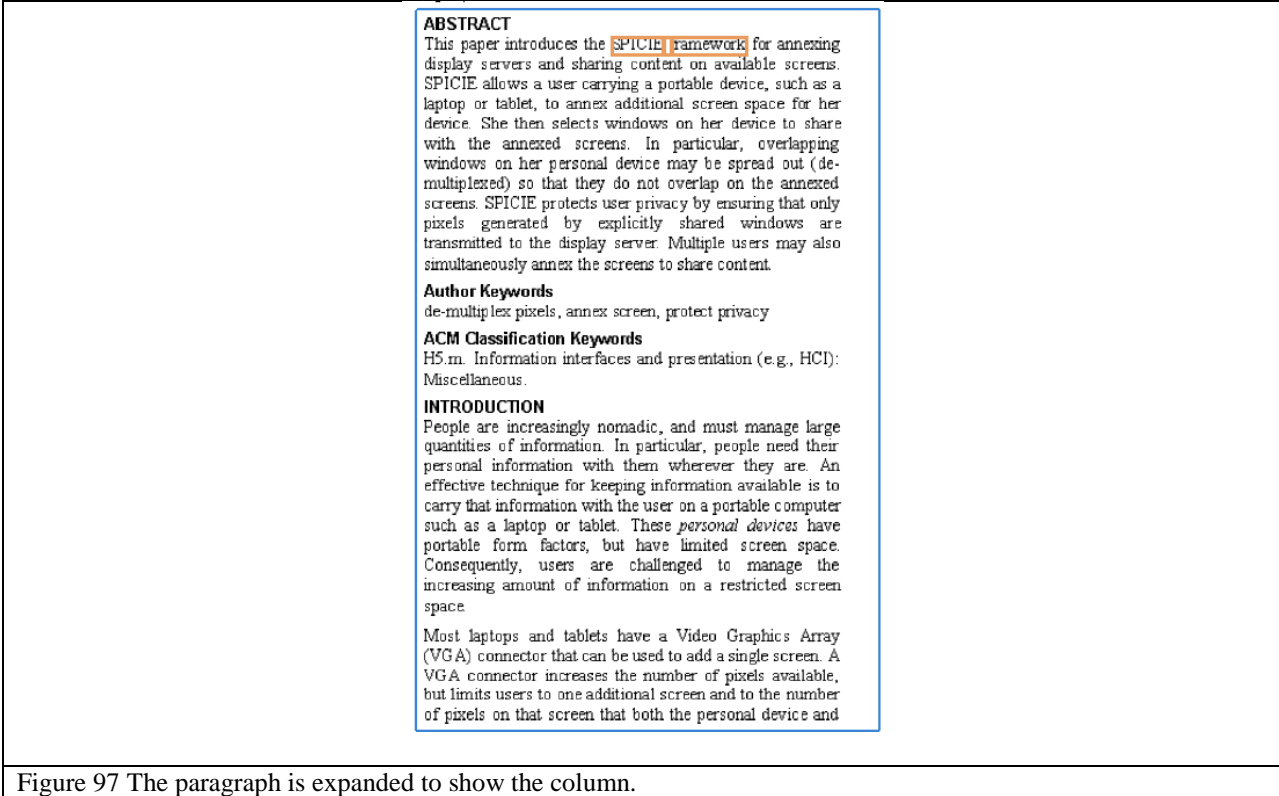 ABSTRACT
This paper introduces the SPICIE framework for annexing
display servers and sharing content on available screens.
SPICIE allows a user carrying a portable device, such as a
laptop or tablet, to annex additional screen space for her
device. She then selects windows on her device to share
with the annexed screens. In particular, overlapping
windows on her personal device may be spread out (de-
multiplexed) so that they do not overlap on the annexed
screens. SPICIE protects user privacy by ensuring that only
pixels generated by explicitly shared windows are
transmitted to the display server. Multiple users may also
simultaneously annex the screens to share content.
Author Keywords
de-multiplex pixels, annex screen, protect privacy
ACM Classification Keywords
H5.m. Information interfaces and presentation (e.g., HCI):
Miscellaneous.
INTRODUCTION
People are increasingly nomadic, and must manage large
quantities of information. In particular, people need their
personal information with them wherever they are. An
effective technique for keeping information available is to
carry that information with the user on a portable computer
such as a laptop or tablet. These personal devices have
portable form factors, but have limited screen space.
Consequently, users are challenged to manage the
increasing amount of information on a restricted screen
space.
Most laptops and tablets have a Video Graphics Array
(VGA) connector that can be used to add a single screen. A
VGA connector increases the number of pixels available,
but limits users to one additional screen and to the number
of pixels on that screen that both the personal device and
Figure 97 The paragraph is expanded to show the column.